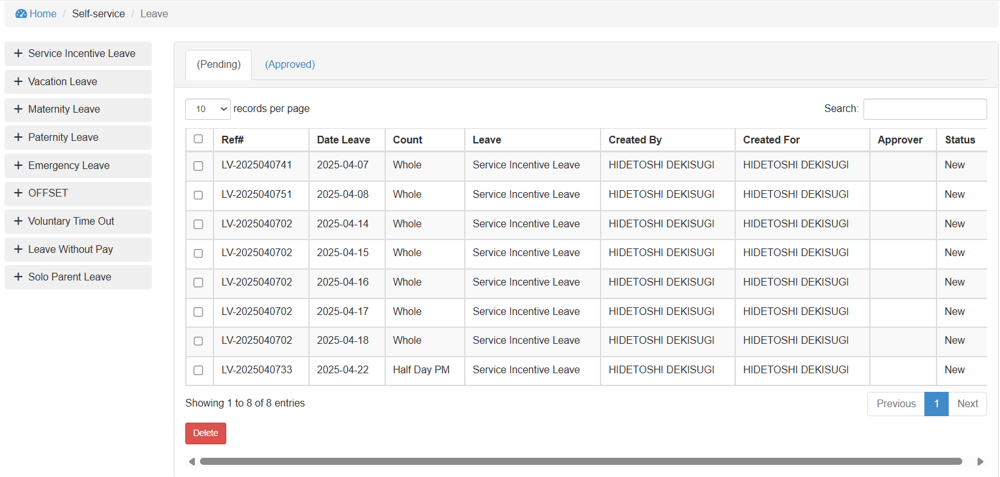 Home / Self-service / Leave
+ Service Incentive Leave
+ Vacation Leave
+ Maternity Leave
+ Paternity Leave
+ Emergency Leave
+ OFFSET
+ Voluntary Time Out
+ Leave Without Pay
+ Solo Parent Leave
(Pending) (Approved)
10 records per page Search:
Ref# Date Leave Count Leave Created By Created For Approver Status
LV-2025040741 2025-04-07 Whole Service Incentive Leave HIDETOSHI DEKISUGI HIDETOSHI DEKISUGI New
LV-2025040751 2025-04-08 Whole Service Incentive Leave HIDETOSHI DEKISUGI HIDETOSHI DEKISUGI New
LV-2025040702 2025-04-14 Whole Service Incentive Leave HIDETOSHI DEKISUGI HIDETOSHI DEKISUGI New
LV-2025040702 2025-04-15 Whole Service Incentive Leave HIDETOSHI DEKISUGI HIDETOSHI DEKISUGI New
LV-2025040702 2025-04-16 Whole Service Incentive Leave HIDETOSHI DEKISUGI HIDETOSHI DEKISUGI New
LV-2025040702 2025-04-17 Whole Service Incentive Leave HIDETOSHI DEKISUGI HIDETOSHI DEKISUGI New
LV-2025040702 2025-04-18 Whole Service Incentive Leave HIDETOSHI DEKISUGI HIDETOSHI DEKISUGI New
LV-2025040733 2025-04-22 Half Day PM Service Incentive Leave HIDETOSHI DEKISUGI HIDETOSHI DEKISUGI New
Showing 1 to 8 of 8 entries Previous 1 Next
Delete